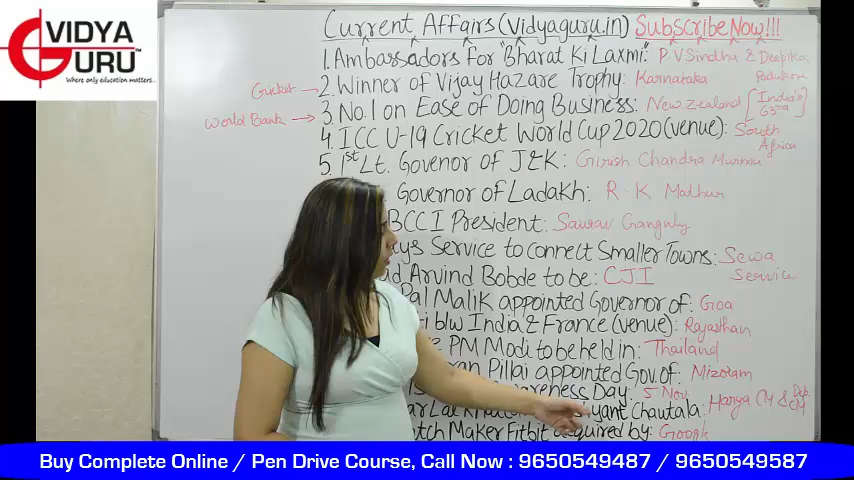 VIDYA
GURU
TM
Where only education matters...
Current Affairs (Vidyaguru.in) Subscribe Now!!!
1. Ambassadors for "Bharat Ki Laxmi": P.V Sindhu & Deepika Padukone
Cricket → 2. Winner of Vijay Hazare Trophy: Karnataka
World Bank → 3. No.1 on Ease of Doing Business: New zealand [India's 63rd]
4. ICC U-19 Cricket World Cup 2020 (venue): South Africa
5. 1st Lt. Govenor of J&K: Girish Chandra Murmu
Governor of Ladakh: R. K Mathur
BCCI President: Saurav Ganguly
Service to connect Smaller Towns: Sewa Service
Arvind Bobde to be: CJI
Pal Malik appointed Governor of: Goa
b/w India & France (venue): Rajasthan
PM Modi to be held in: Thailand
Pillai appointed Gov. of: Mizoram
Awareness Day: 5 Nov
Chautala: Harya CM & Dep. CM
Maker Fitbit acquired by: Google
Buy Complete Online / Pen Drive Course, Call Now : 9650549487 / 9650549587